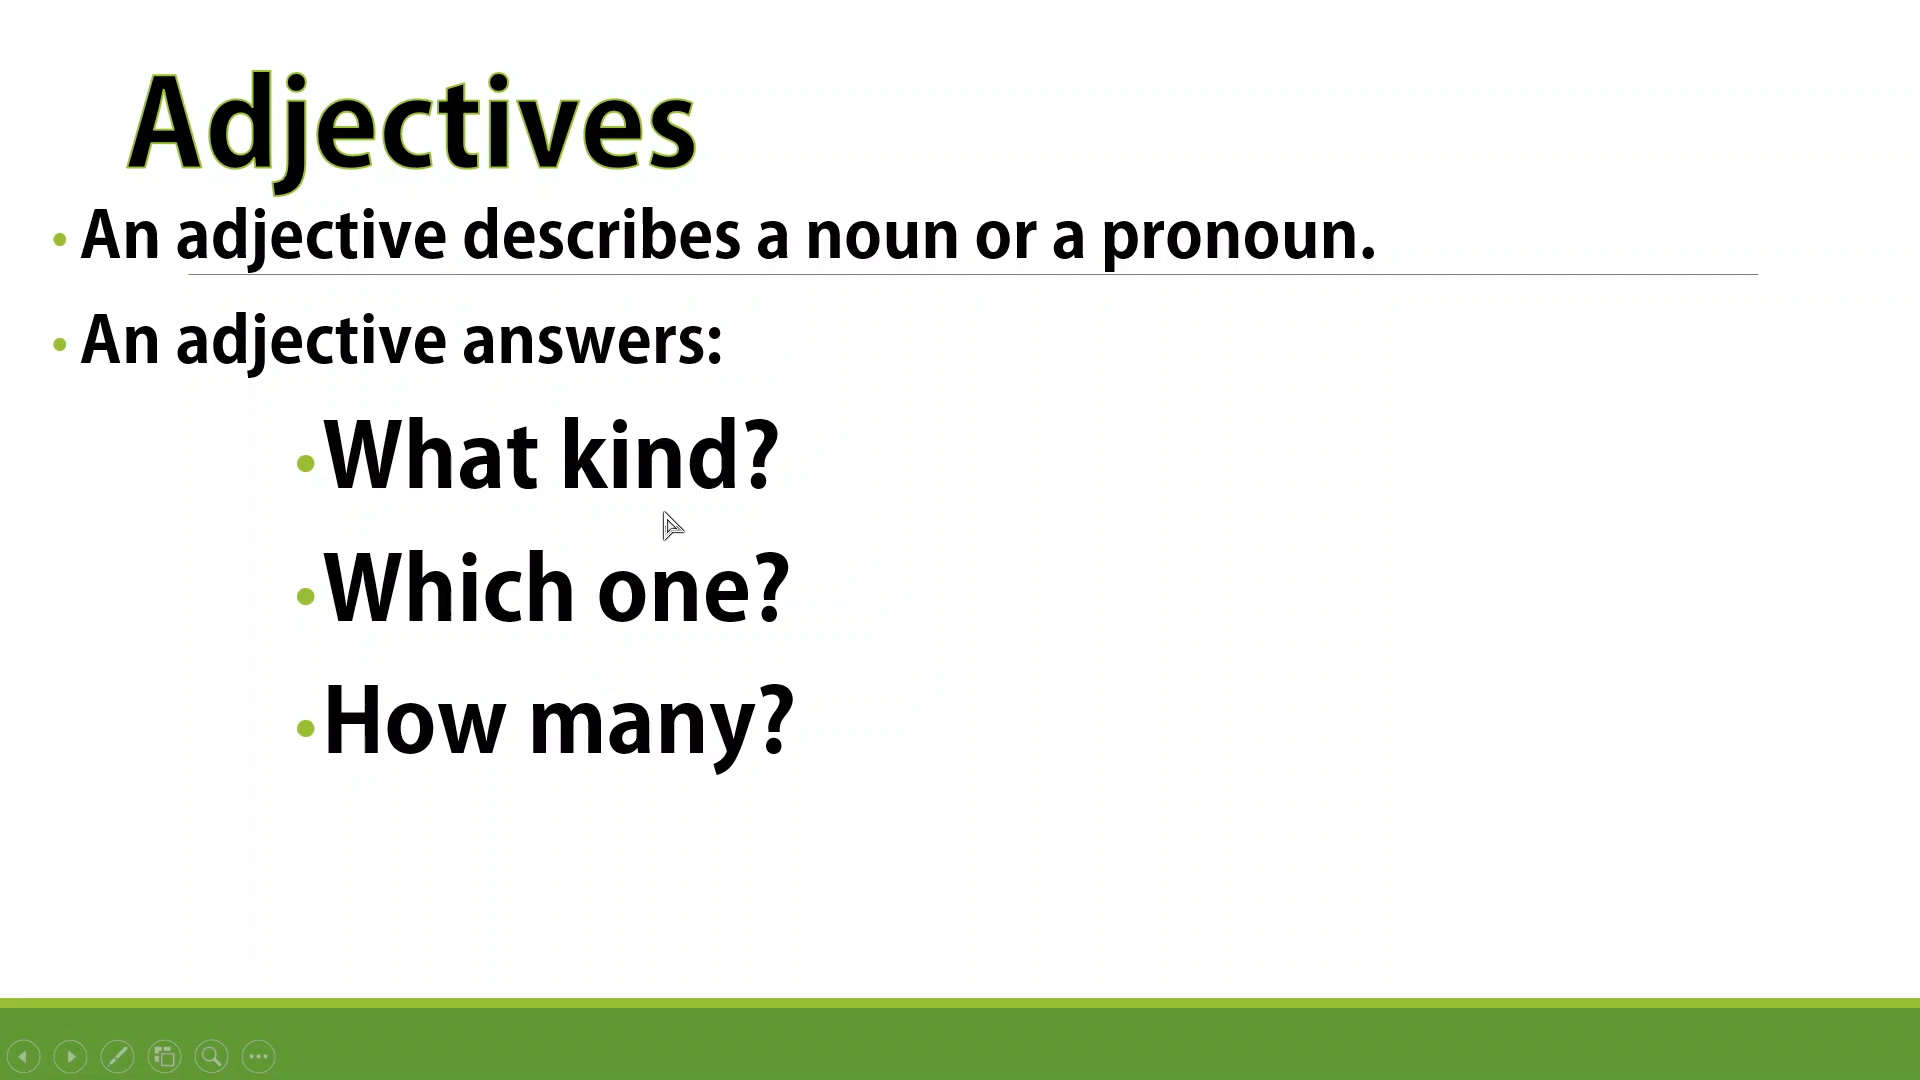 Adjectives
• An adjective describes a noun or a pronoun.
• An adjective answers:
• What kind?
• Which one?
• How many?